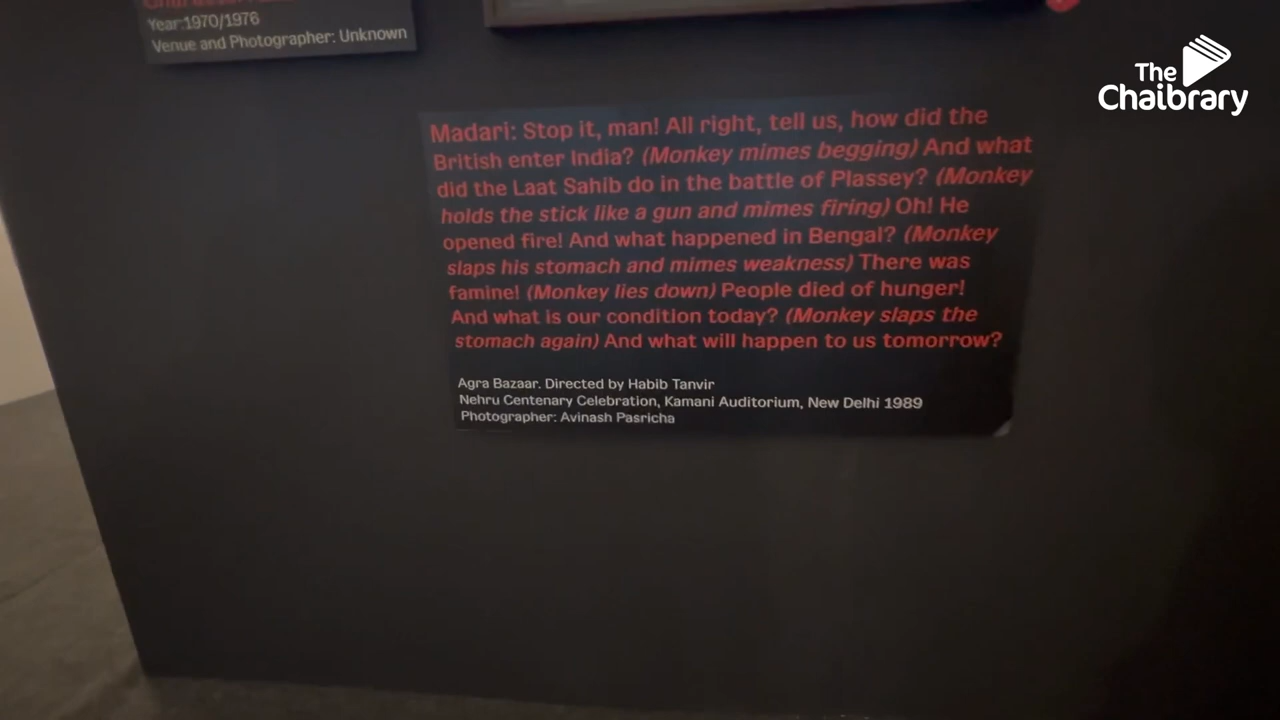 Year:1970/1976
Venue and Photographer: Unknown
The
Chaibrary
Madari: Stop it, man! All right, tell us, how did the
British enter India? (Monkey mimes begging) And what
did the Laat Sahib do in the battle of Plassey? (Monkey
holds the stick like a gun and mimes firing) Oh! He
opened fire! And what happened in Bengal? (Monkey
slaps his stomach and mimes weakness) There was
famine! (Monkey lies down) People died of hunger!
And what is our condition today? (Monkey slaps the
stomach again) And what will happen to us tomorrow?
Agra Bazaar. Directed by Habib Tanvir
Nehru Centenary Celebration, Kamani Auditorium, New Delhi 1989
Photographer: Avinash Pasricha